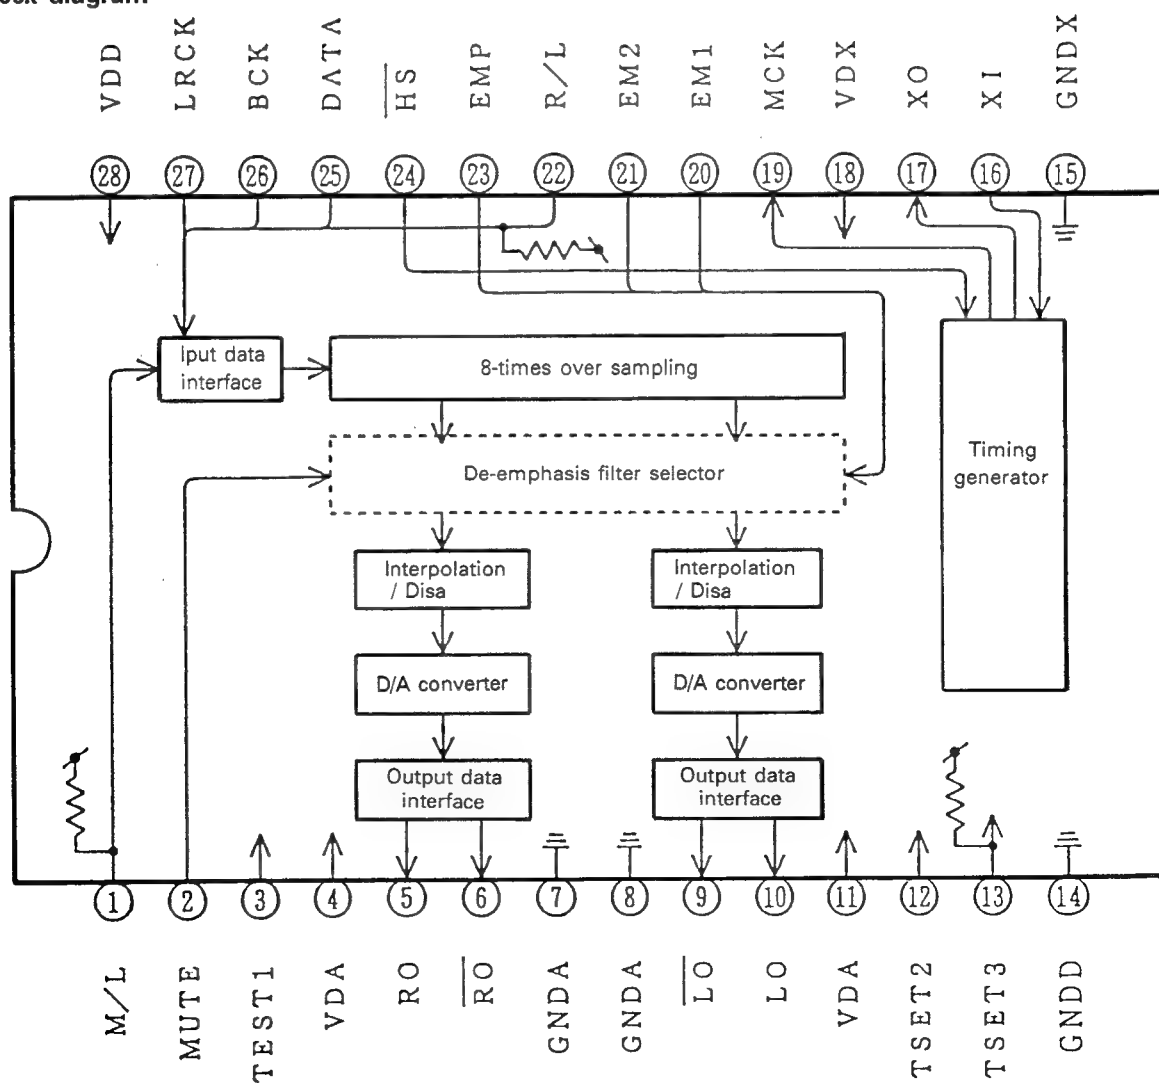 ock diagram
VDD LRCK BCK DATA HS EMP R/L EM2 EM1 MCK VDX XO XI GNDX
28 27 26 25 24 23 22 21 20 19 18 17 16 15
Iput data
interface
8-times over sampling
De-emphasis filter selector
Timing
generator
Interpolation
/ Disa
Interpolation
/ Disa
D/A converter
D/A converter
Output data
interface
Output data
interface
1 2 3 4 5 6 7 8 9 10 11 12 13 14
M/L MUTE TEST1 VDA RO RO GNDA GNDA LO LO VDA TSET2 TSET3 GNDD